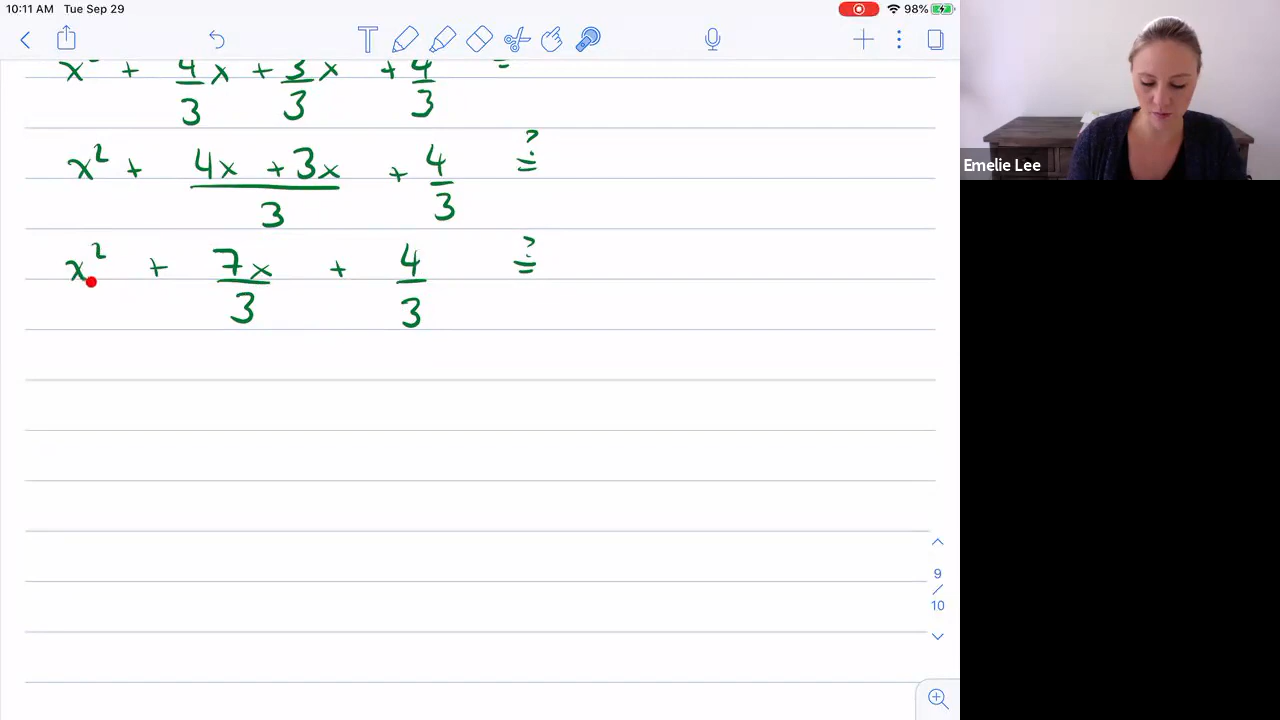 10:11 AM Tue Sep 29 98%
T
x² + 4/3 x + 3/3 x + 4/3 =
x² + (4x + 3x)/3 + 4/3 ≟
x² + 7x/3 + 4/3 ≟
Emelie Lee
9
/
10